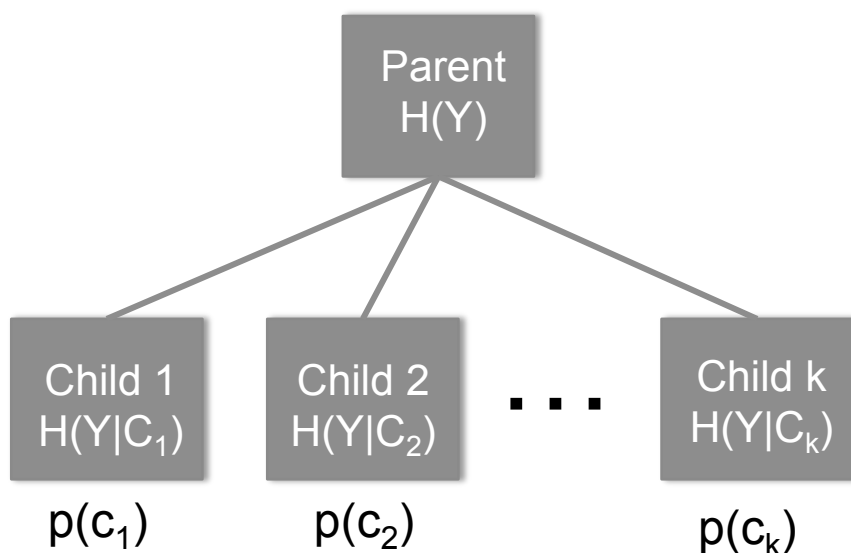 Parent
H(Y)
Child 1
H(Y|C₁)
Child 2
H(Y|C₂)
...
Child k
H(Y|Cₖ)
p(c₁)
p(c₂)
p(cₖ)